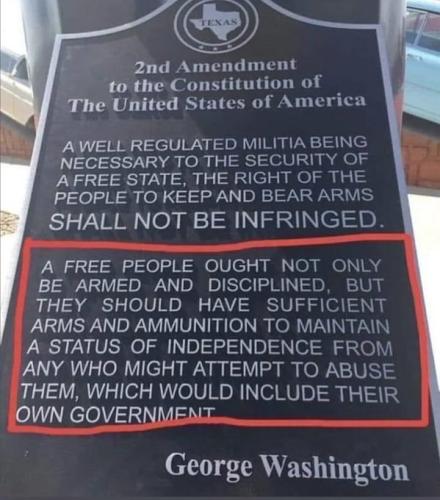 TEXAS
2nd Amendment
to the Constitution of
The United States of America
A WELL REGULATED MILITIA BEING
NECESSARY TO THE SECURITY OF
A FREE STATE, THE RIGHT OF THE
PEOPLE TO KEEP AND BEAR ARMS
SHALL NOT BE INFRINGED.
A FREE PEOPLE OUGHT NOT ONLY
BE ARMED AND DISCIPLINED, BUT
THEY SHOULD HAVE SUFFICIENT
ARMS AND AMMUNITION TO MAINTAIN
A STATUS OF INDEPENDENCE FROM
ANY WHO MIGHT ATTEMPT TO ABUSE
THEM, WHICH WOULD INCLUDE THEIR
OWN GOVERNMENT
George Washington